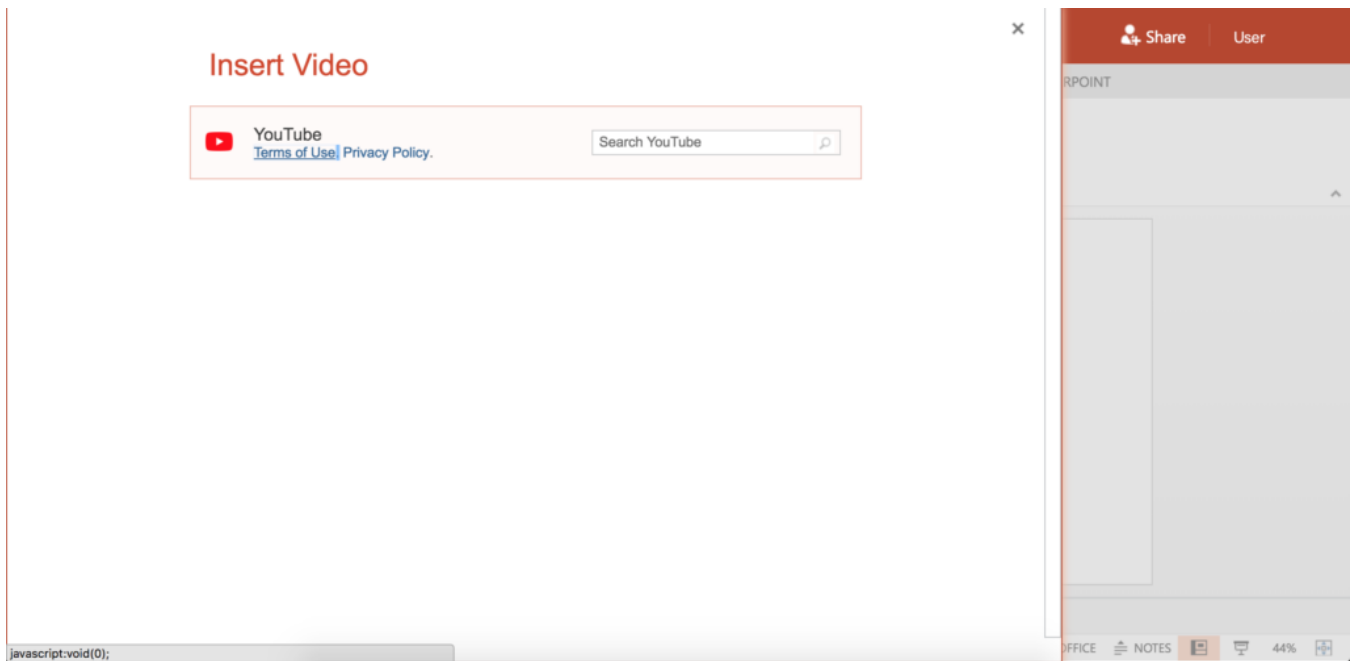 Share User
Insert Video
RPOINT
YouTube
Terms of Use. Privacy Policy.
Search YouTube
OFFICE NOTES 44%
javascript:void(0);